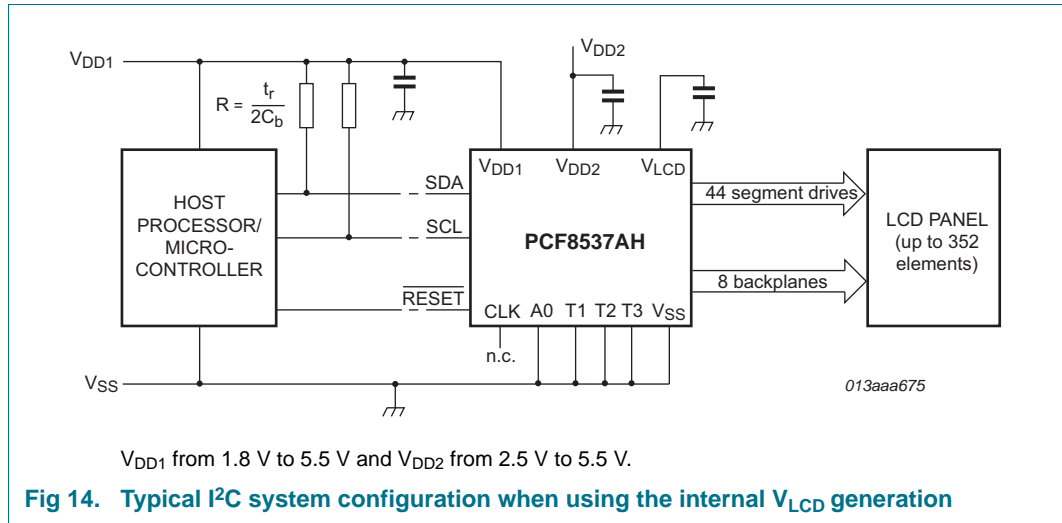 VDD1
VDD2
R = tr
2Cb
VDD1 VDD2 VLCD
HOST
PROCESSOR/
MICRO-
CONTROLLER
SDA
SCL
RESET
PCF8537AH
44 segment drives
8 backplanes
LCD PANEL
(up to 352
elements)
CLK A0 T1 T2 T3 VSS
n.c.
VSS
013aaa675
VDD1 from 1.8 V to 5.5 V and VDD2 from 2.5 V to 5.5 V.
Fig 14. Typical I2C system configuration when using the internal VLCD generation